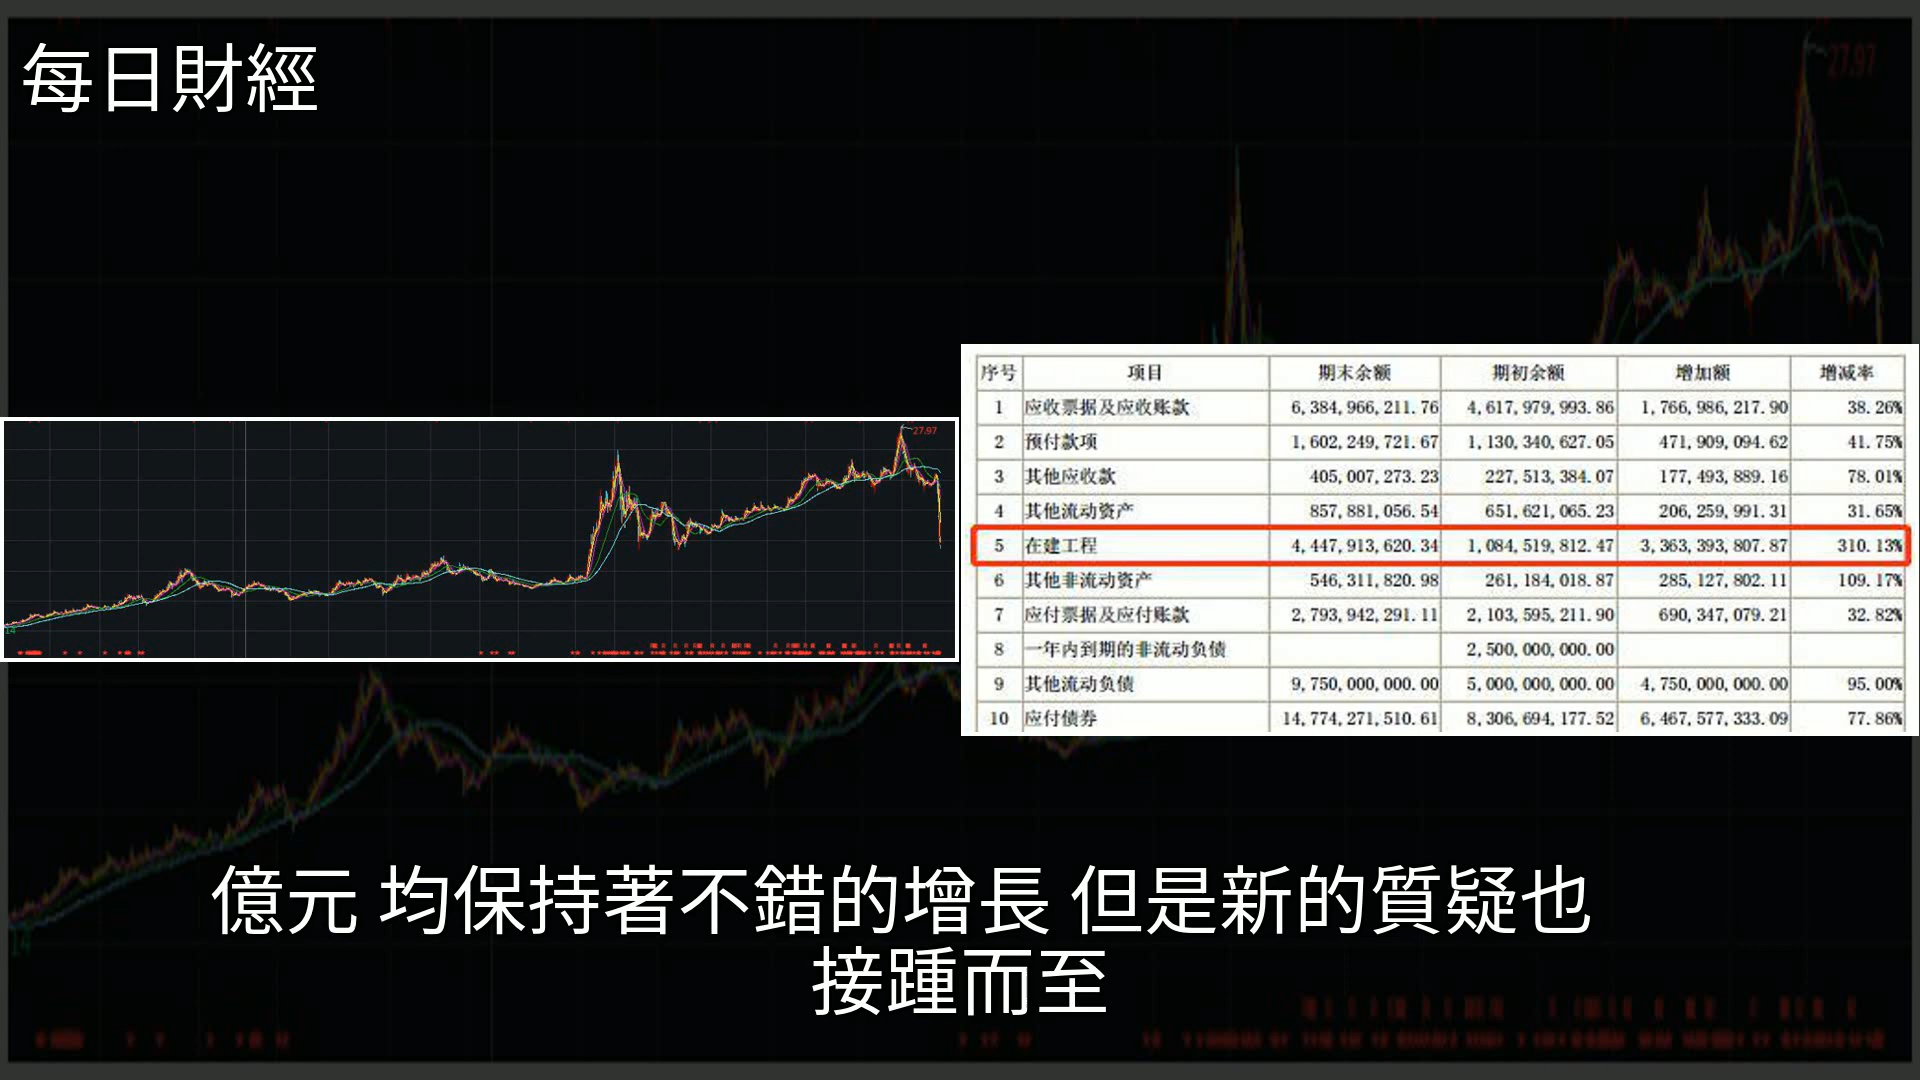 每日財經
27.97
27.97
14
序号 项目 期末余额 期初余额 增加额 增减率
1 应收票据及应收账款 6,384,966,211.76 4,617,979,993.86 1,766,986,217.90 38.26%
2 预付款项 1,602,249,721.67 1,130,340,627.05 471,909,094.62 41.75%
3 其他应收款 405,007,273.23 227,513,384.07 177,493,889.16 78.01%
4 其他流动资产 857,881,056.54 651,621,065.23 206,259,991.31 31.65%
5 在建工程 4,447,913,620.34 1,084,519,812.47 3,363,393,807.87 310.13%
6 其他非流动资产 546,311,820.98 261,184,018.87 285,127,802.11 109.17%
7 应付票据及应付账款 2,793,942,291.11 2,103,595,211.90 690,347,079.21 32.82%
8 一年内到期的非流动负债 2,500,000,000.00
9 其他流动负债 9,750,000,000.00 5,000,000,000.00 4,750,000,000.00 95.00%
10 应付债券 14,774,271,510.61 8,306,694,177.52 6,467,577,333.09 77.86%
億元 均保持著不錯的增長 但是新的質疑也
接踵而至
14